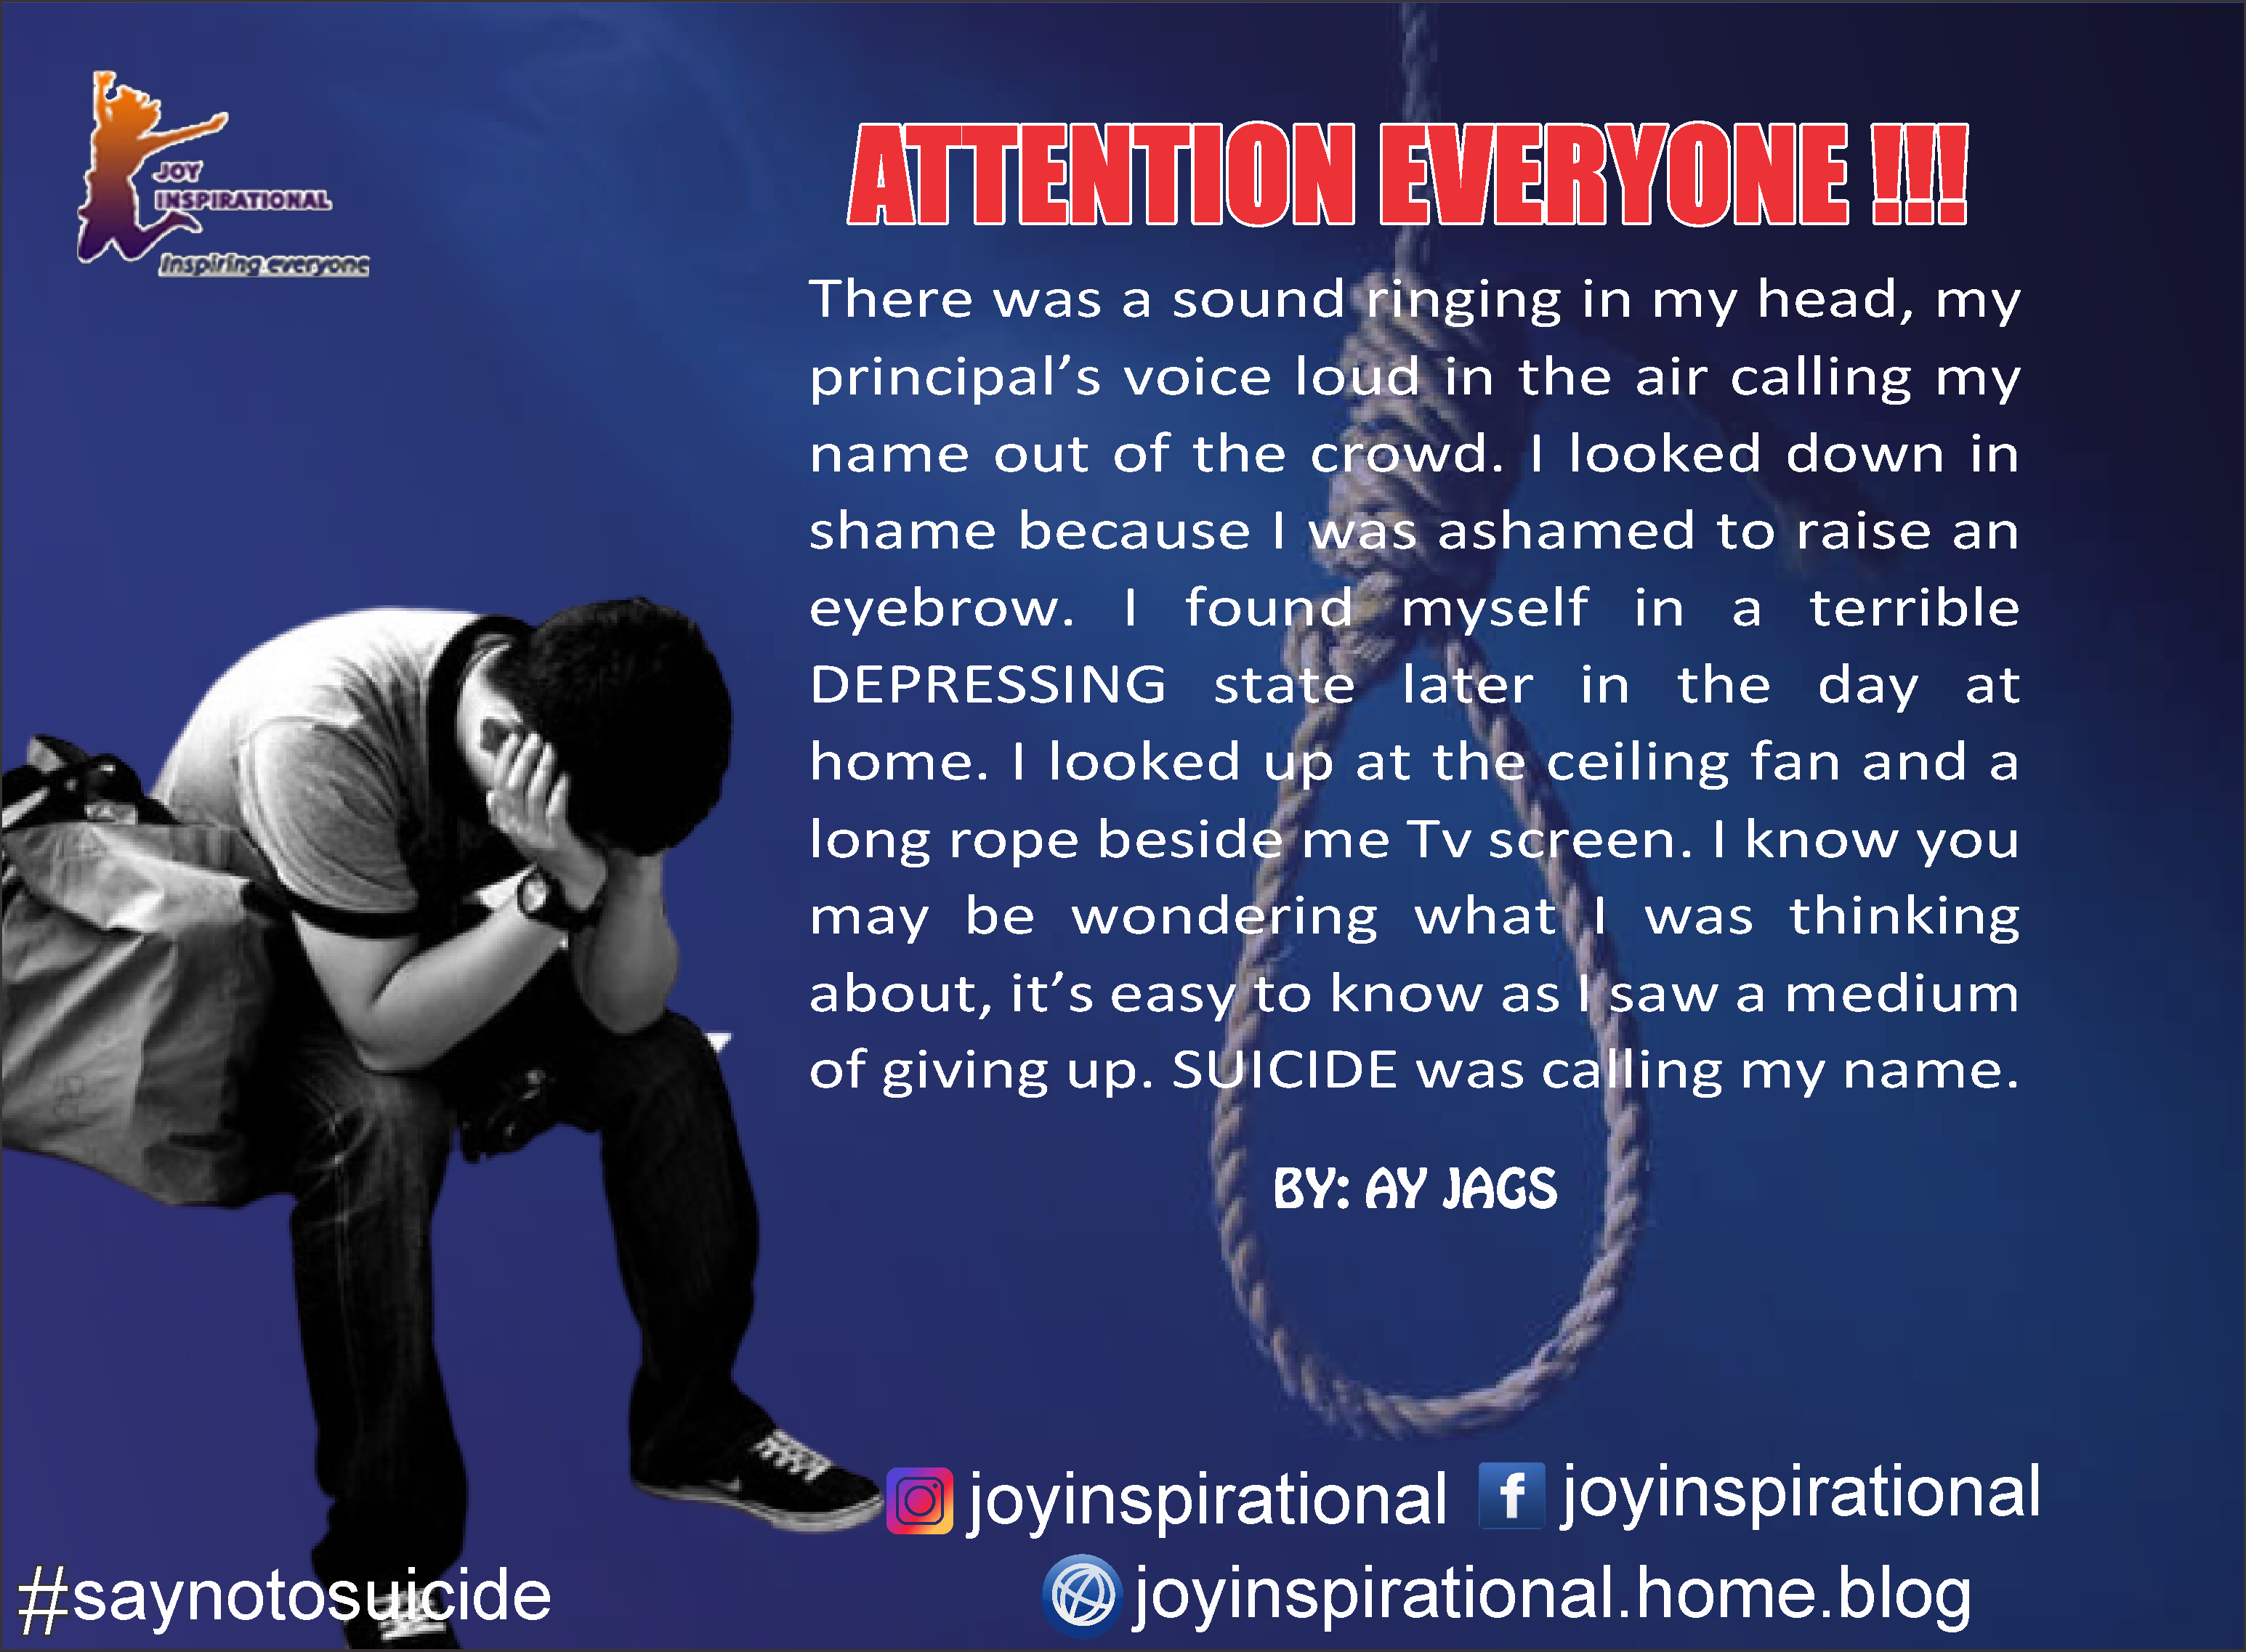 JOY
INSPIRATIONAL
Inspiring everyone
ATTENTION EVERYONE !!!
There was a sound ringing in my head, my
principal’s voice loud in the air calling my
name out of the crowd. I looked down in
shame because I was ashamed to raise an
eyebrow. I found myself in a terrible
DEPRESSING state later in the day at
home. I looked up at the ceiling fan and a
long rope beside me Tv screen. I know you
may be wondering what I was thinking
about, it’s easy to know as I saw a medium
of giving up. SUICIDE was calling my name.
BY: AY JAGS
joyinspirational
joyinspirational
joyinspirational.home.blog
#saynotosuicide